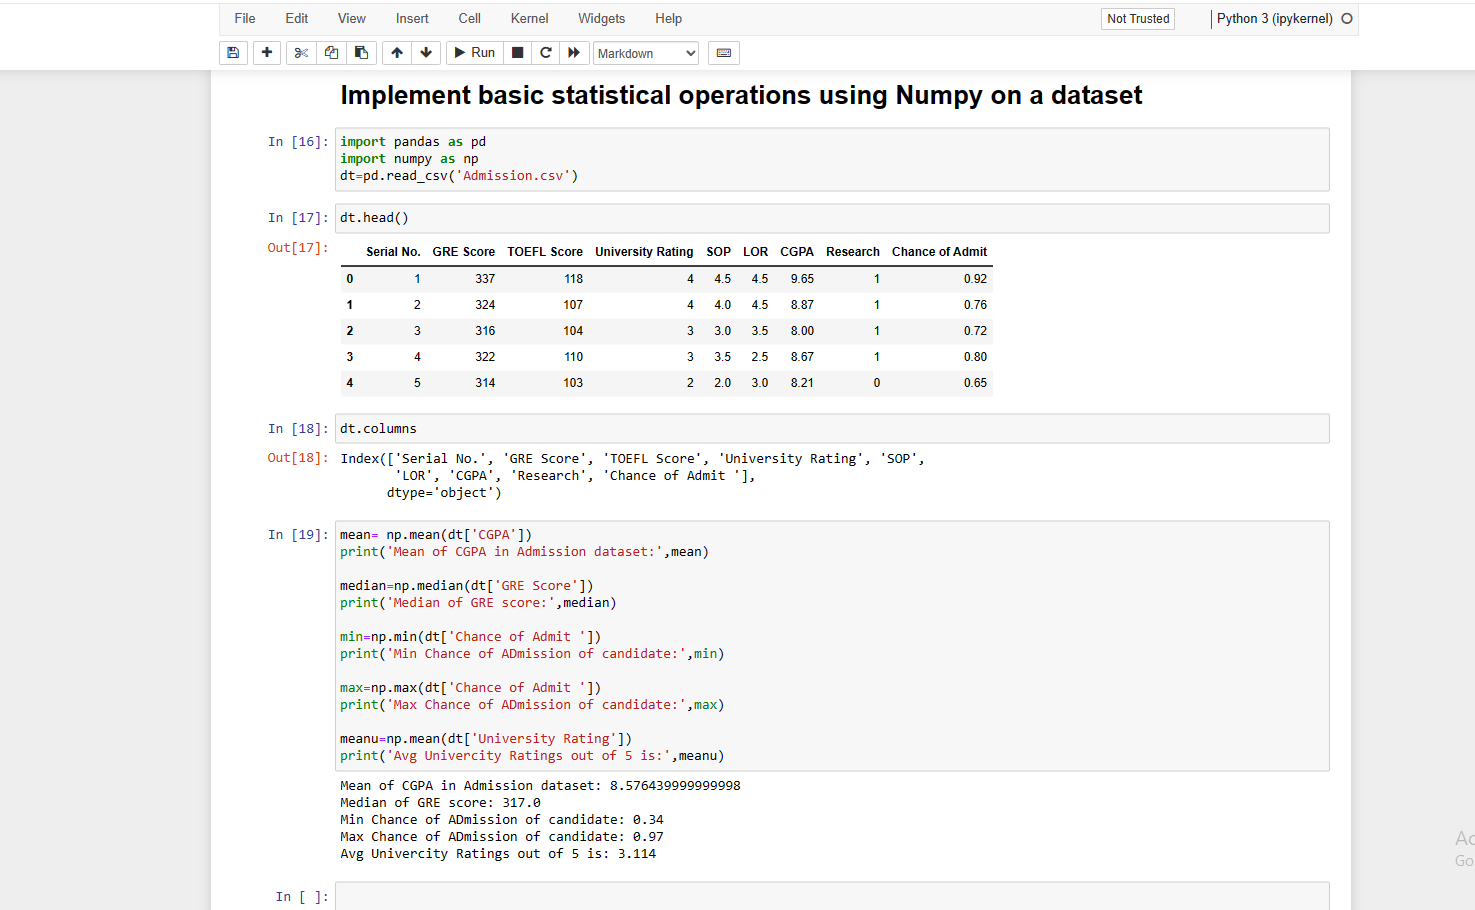 File Edit View Insert Cell Kernel Widgets Help Not Trusted Python 3 (ipykernel)
Run Markdown
Implement basic statistical operations using Numpy on a dataset
In [16]: import pandas as pd
import numpy as np
dt=pd.read_csv('Admission.csv')
In [17]: dt.head()
Out[17]:
Serial No. GRE Score TOEFL Score University Rating SOP LOR CGPA Research Chance of Admit
0 1 337 118 4 4.5 4.5 9.65 1 0.92
1 2 324 107 4 4.0 4.5 8.87 1 0.76
2 3 316 104 3 3.0 3.5 8.00 1 0.72
3 4 322 110 3 3.5 2.5 8.67 1 0.80
4 5 314 103 2 2.0 3.0 8.21 0 0.65
In [18]: dt.columns
Out[18]: Index(['Serial No.', 'GRE Score', 'TOEFL Score', 'University Rating', 'SOP',
'LOR', 'CGPA', 'Research', 'Chance of Admit '],
dtype='object')
In [19]: mean= np.mean(dt['CGPA'])
print('Mean of CGPA in Admission dataset:',mean)
median=np.median(dt['GRE Score'])
print('Median of GRE score:',median)
min=np.min(dt['Chance of Admit '])
print('Min Chance of ADmission of candidate:',min)
max=np.max(dt['Chance of Admit '])
print('Max Chance of ADmission of candidate:',max)
meanu=np.mean(dt['University Rating'])
print('Avg Univercity Ratings out of 5 is:',meanu)
Mean of CGPA in Admission dataset: 8.576439999999998
Median of GRE score: 317.0
Min Chance of ADmission of candidate: 0.34
Max Chance of ADmission of candidate: 0.97
Avg Univercity Ratings out of 5 is: 3.114
In [ ]:
Go